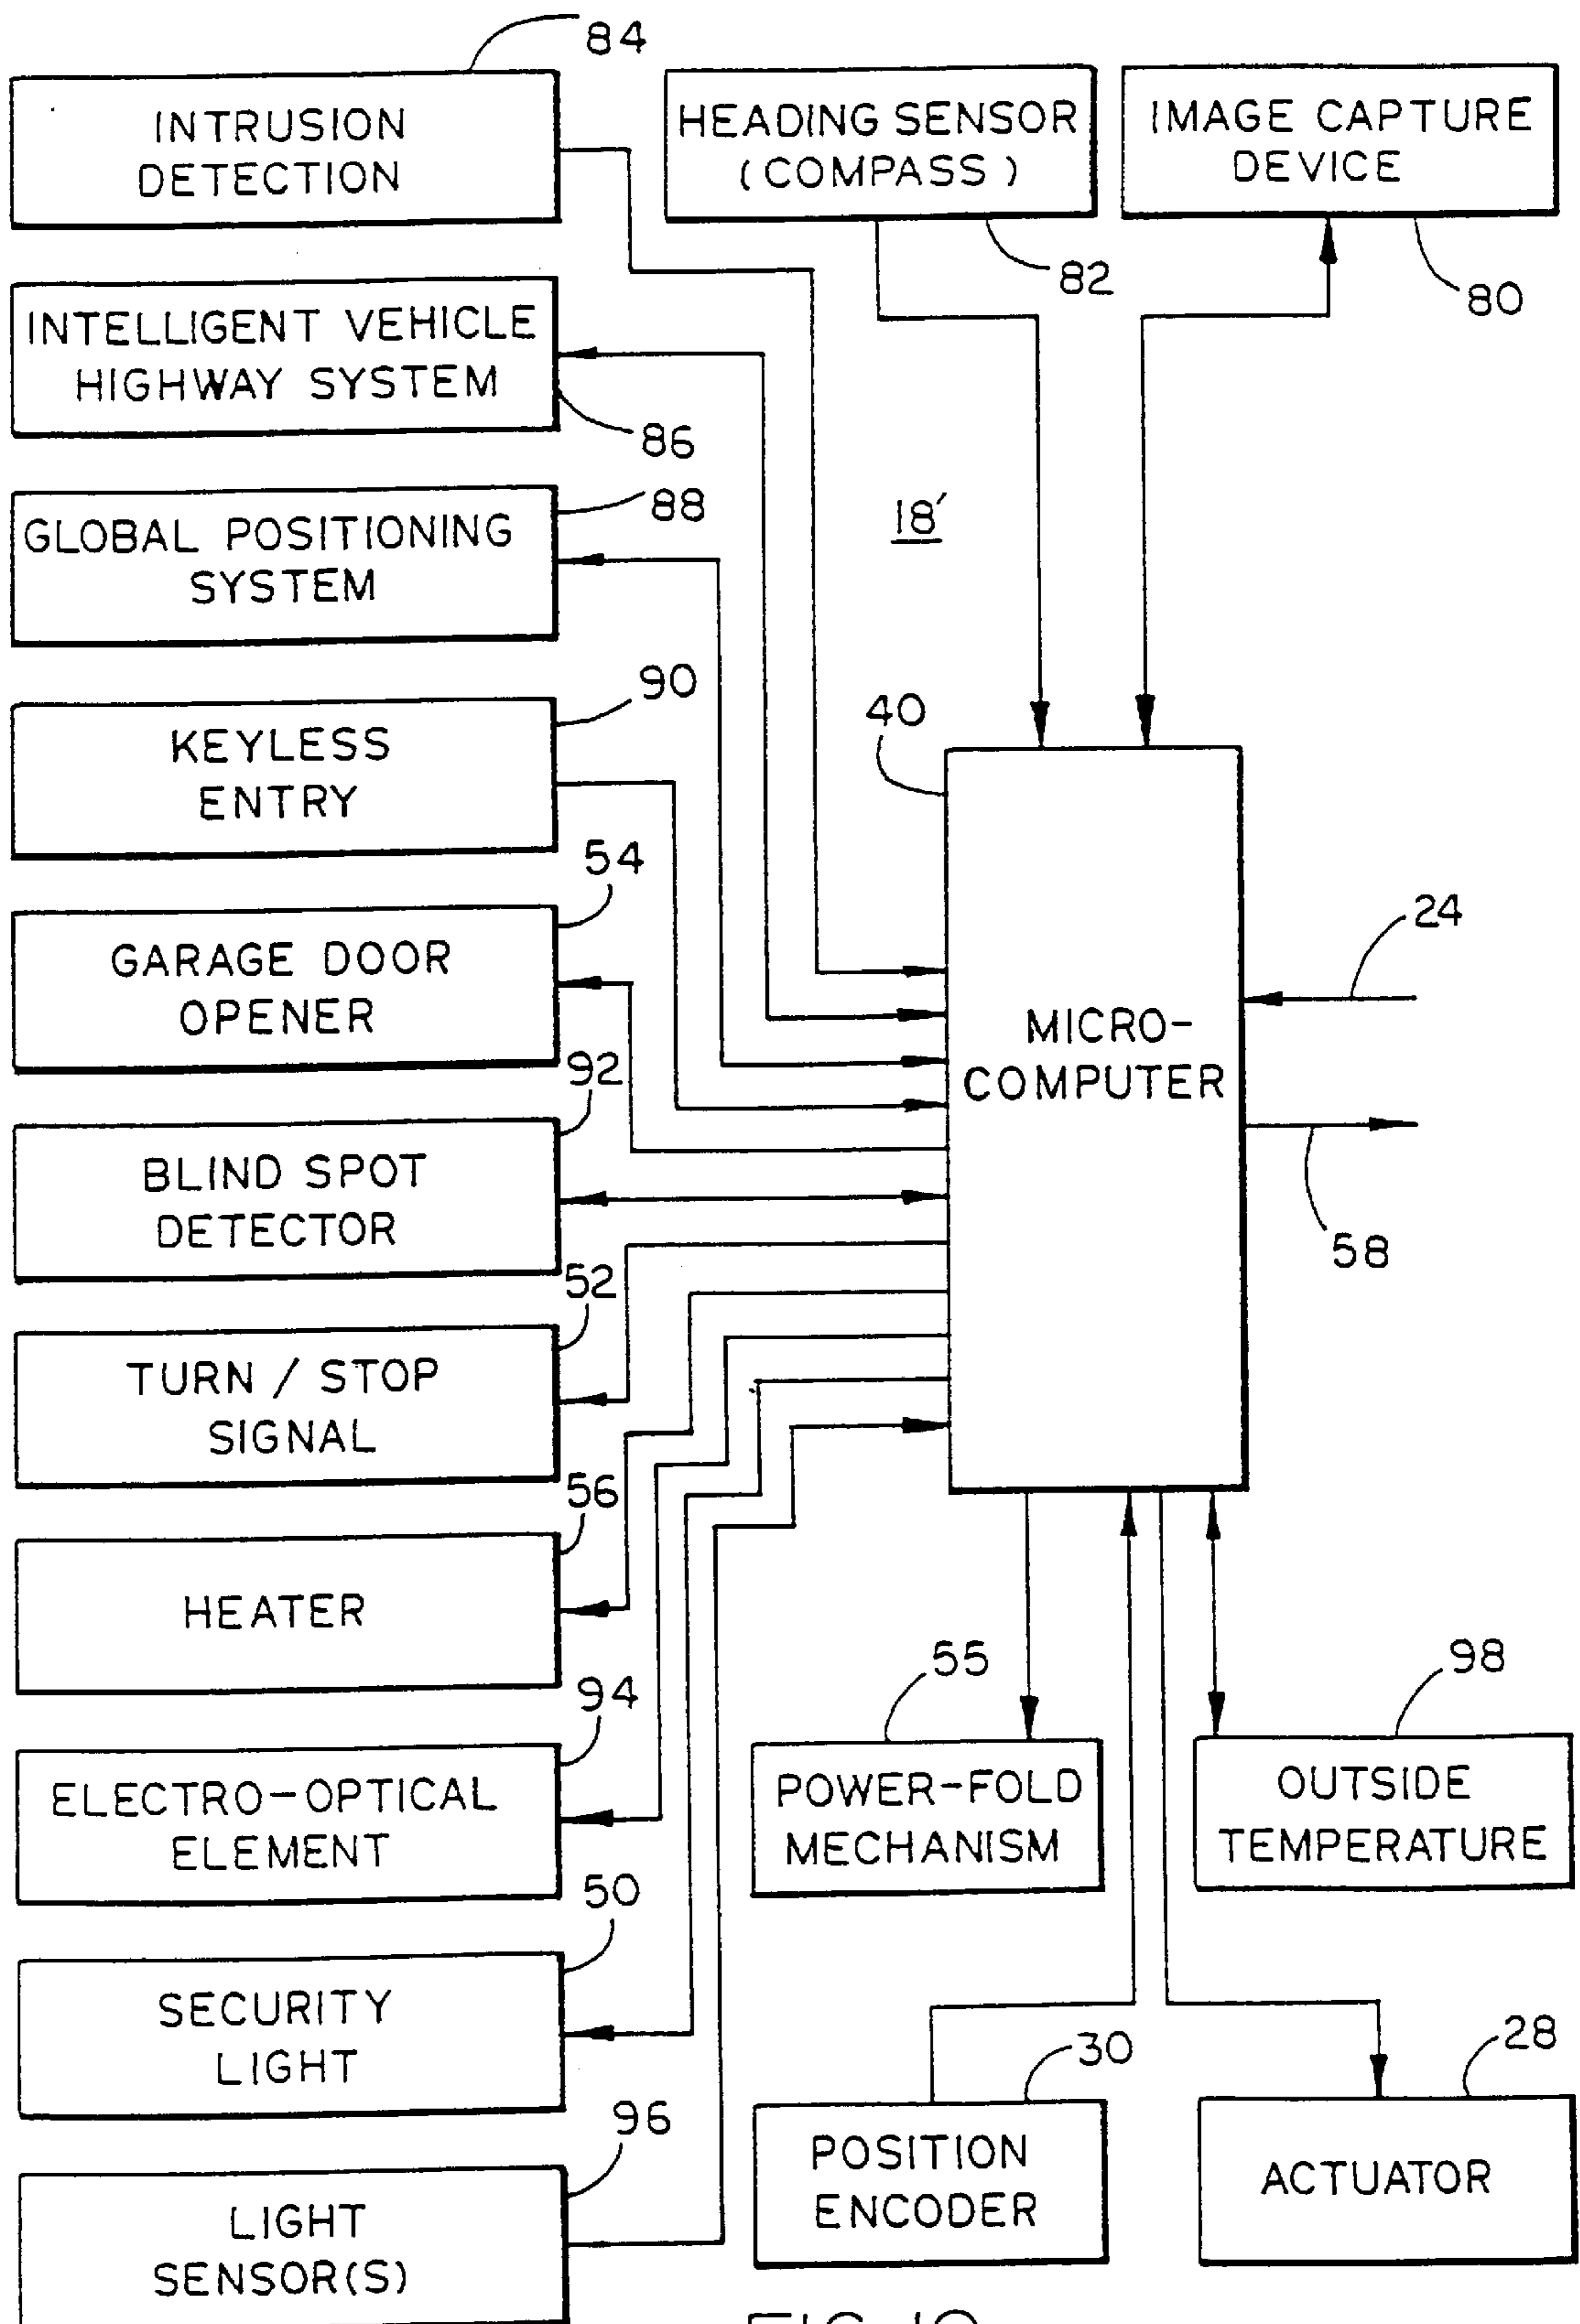 84
INTRUSION
DETECTION
HEADING SENSOR
(COMPASS)
82
IMAGE CAPTURE
DEVICE
80
INTELLIGENT VEHICLE
HIGHWAY SYSTEM
86
88
GLOBAL POSITIONING
SYSTEM
18'
90
KEYLESS
ENTRY
40
54
GARAGE DOOR
OPENER
MICRO-
COMPUTER
24
58
92
BLIND SPOT
DETECTOR
52
TURN / STOP
SIGNAL
56
HEATER
94
ELECTRO-OPTICAL
ELEMENT
55
POWER-FOLD
MECHANISM
98
OUTSIDE
TEMPERATURE
50
SECURITY
LIGHT
96
LIGHT
SENSOR(S)
30
POSITION
ENCODER
28
ACTUATOR